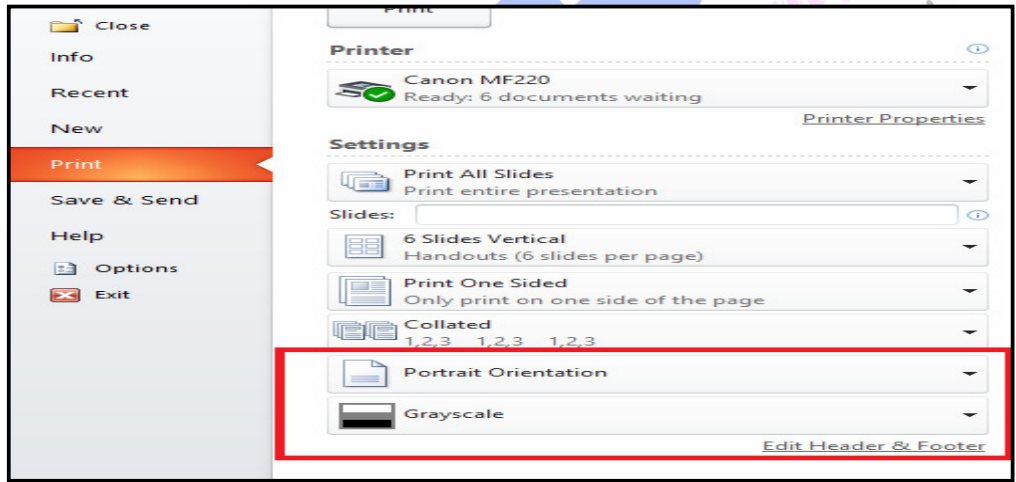 Close
Info
Recent
New
Print
Save & Send
Help
Options
Exit
Print
Printer
Canon MF220
Ready: 6 documents waiting
Printer Properties
Settings
Print All Slides
Print entire presentation
Slides:
6 Slides Vertical
Handouts (6 slides per page)
Print One Sided
Only print on one side of the page
Collated
1,2,3 1,2,3 1,2,3
Portrait Orientation
Grayscale
Edit Header & Footer